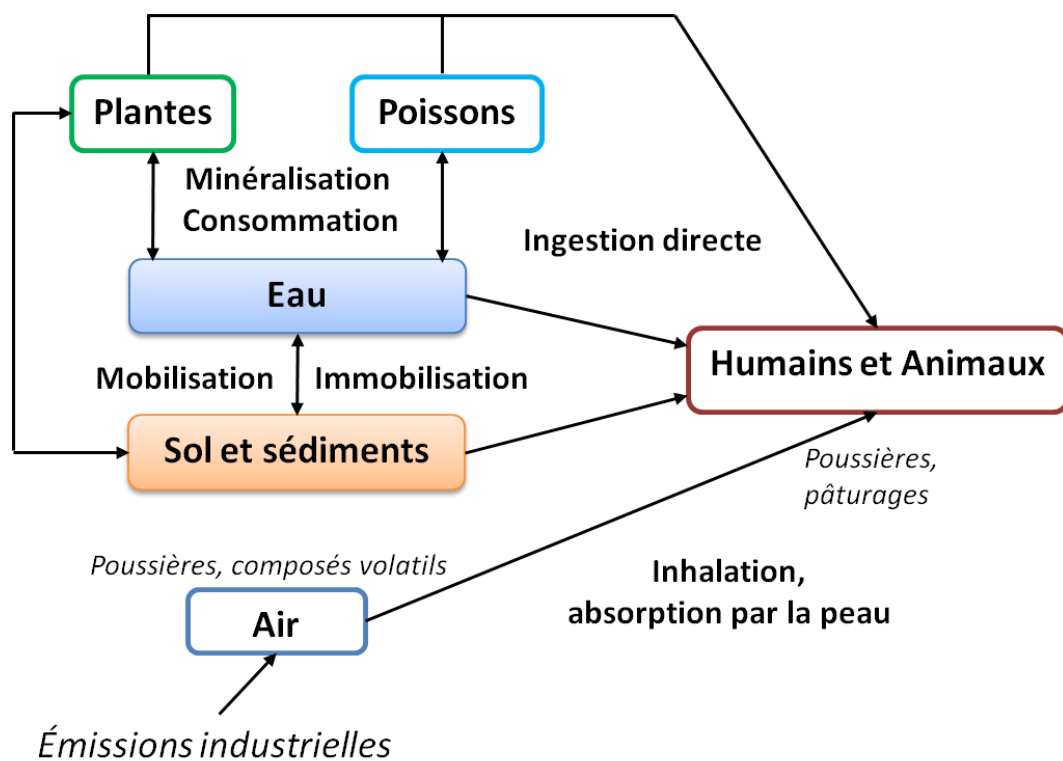 Plantes
Poissons
Minéralisation
Consommation
Ingestion directe
Eau
Humains et Animaux
Mobilisation
Immobilisation
Sol et sédiments
Poussières,
pâturages
Poussières, composés volatils
Inhalation,
absorption par la peau
Air
Émissions industrielles